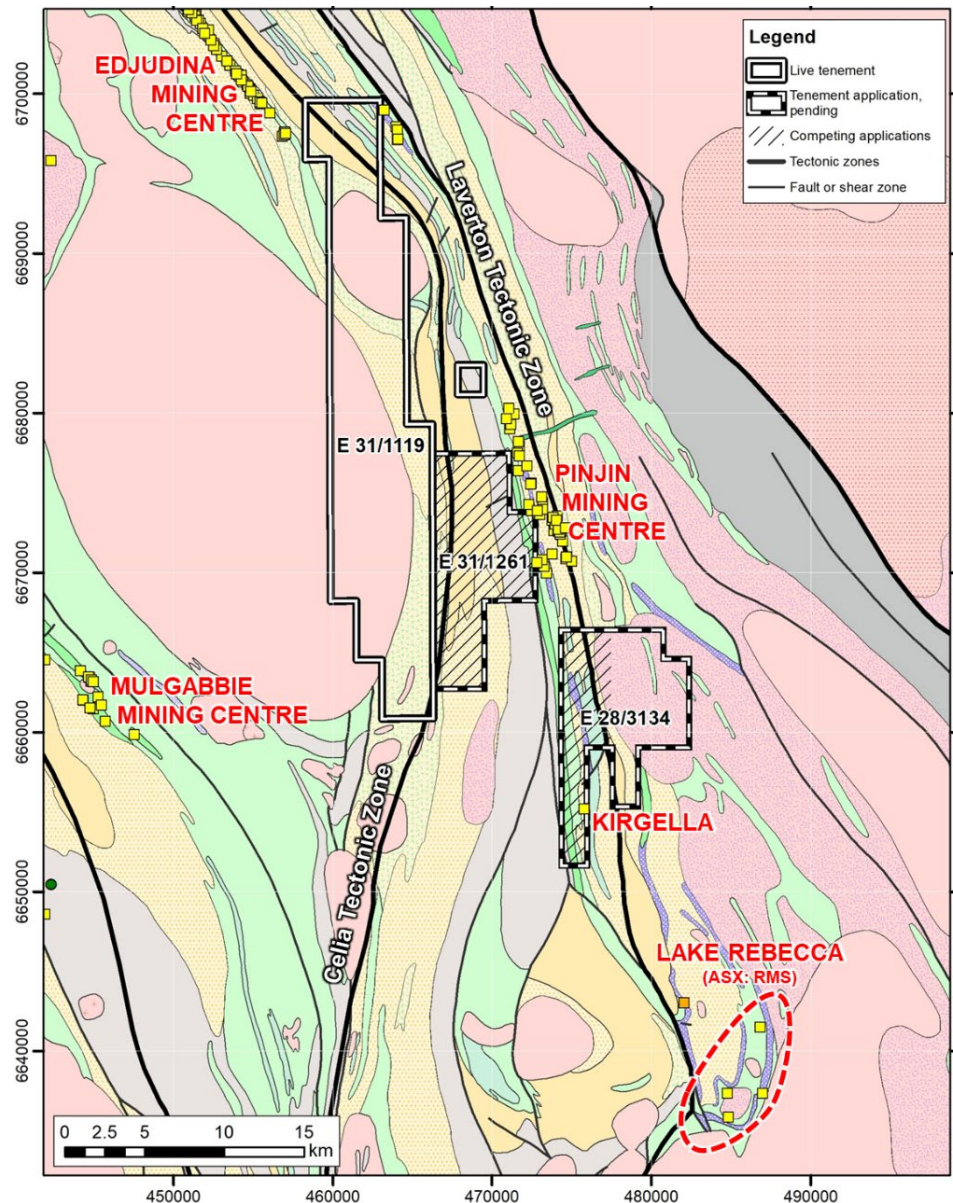 EDJUDINA
MINING
CENTRE
Legend
Live tenement
Tenement application,
pending
Competing applications
Tectonic zones
Fault or shear zone
Laverton Tectonic Zone
E 31/1119
PINJIN
MINING
CENTRE
E 31/1261
MULGABBIE
MINING CENTRE
E 28/3134
KIRGELLA
Celia Tectonic Zone
LAKE REBECCA
(ASX: RMS)
6700000
6690000
6680000
6670000
6660000
6650000
6640000
0 2.5 5 10 15
km
450000 460000 470000 480000 490000